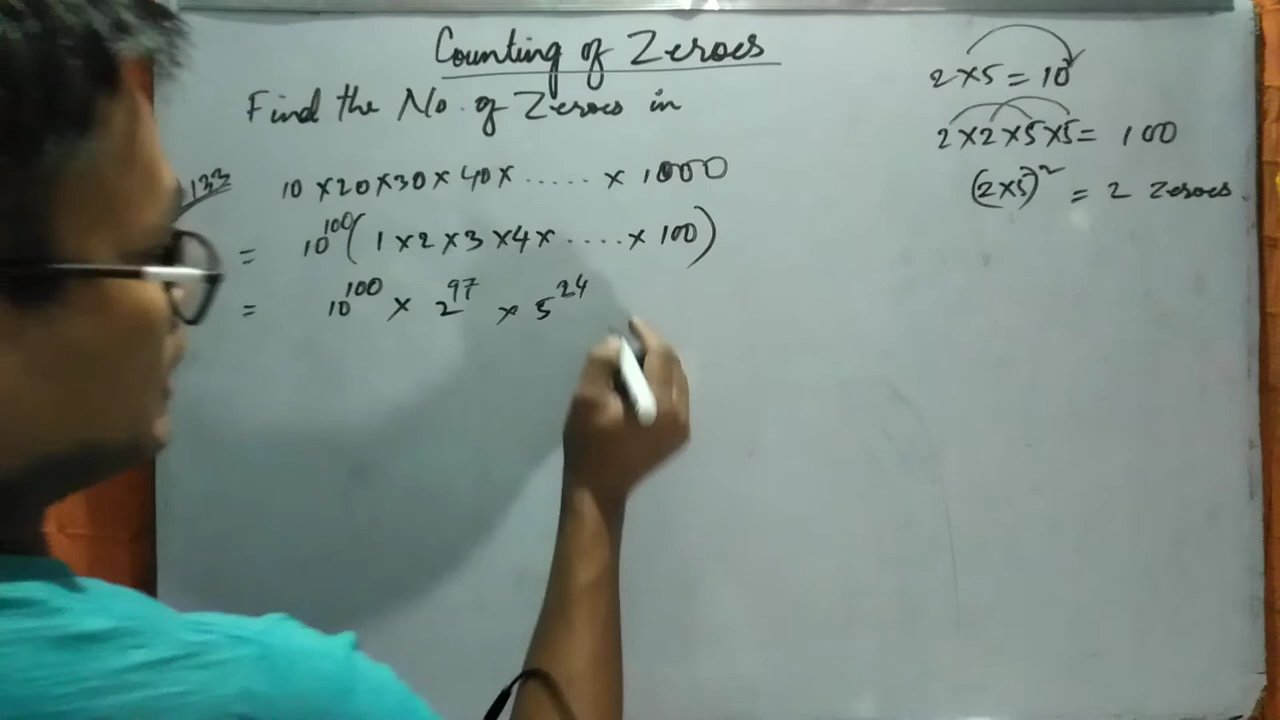 Counting of Zeroes
Find the No. of Zeroes in
133
10 × 20 × 30 × 40 × ..... × 1000
= 10^100 (1 × 2 × 3 × 4 × ..... × 100)
= 10^100 × 2^97 × 5^24
2 × 5 = 10
2 × 2 × 5 × 5 = 100
(2 × 5)^2 = 2 Zeroes.